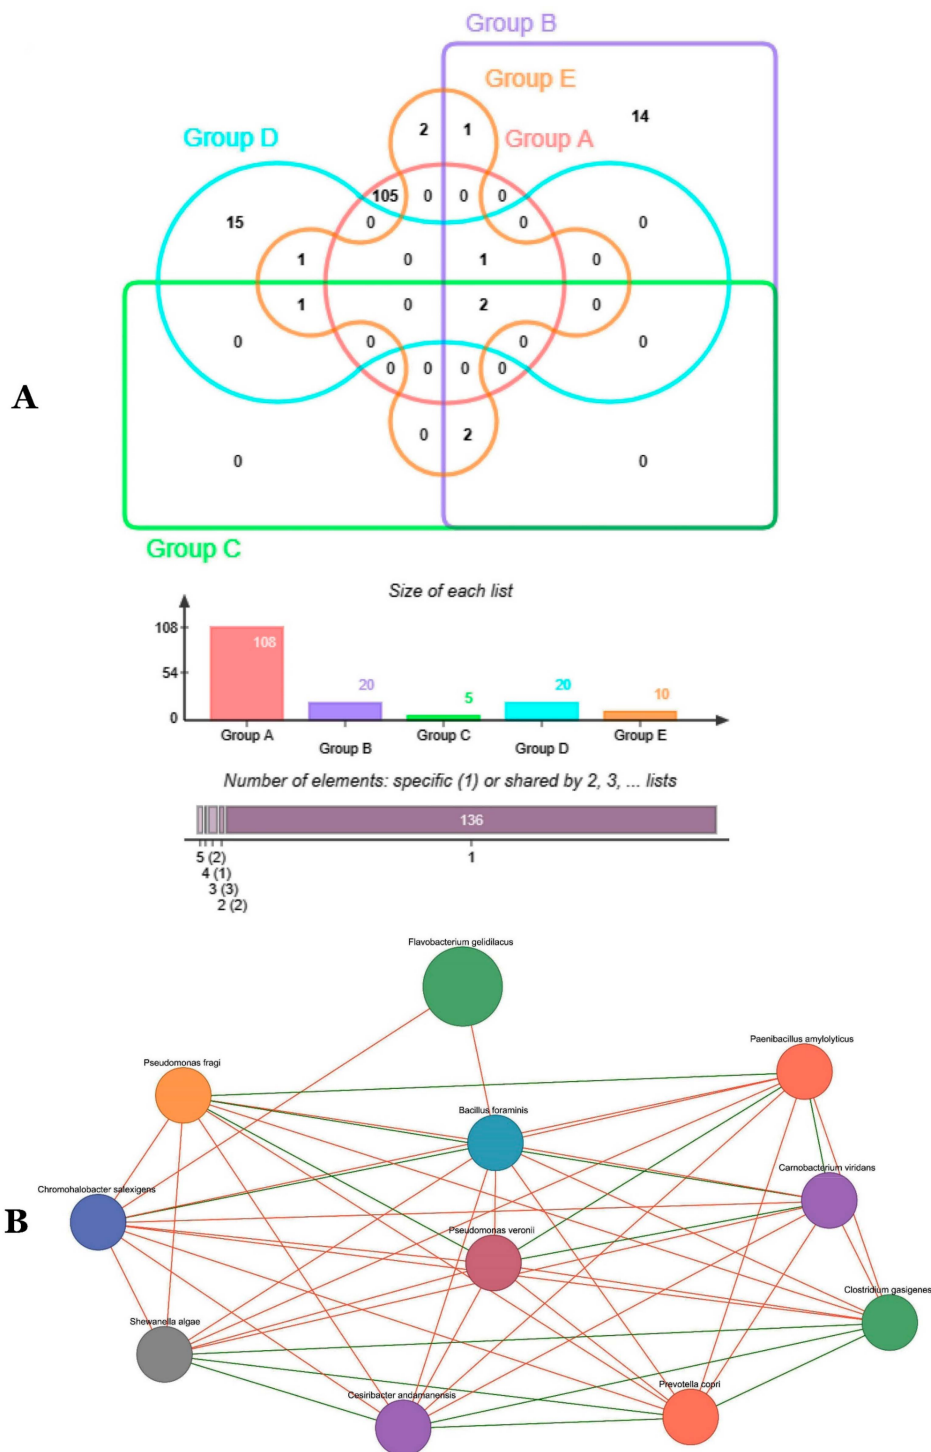 Group B
Group E
14
2 1
Group D
Group A
105 0 0 0
15 0 0 0
1 0 1 0
1 0 2 0
0 0 0 0
0 0 0 0
A
0 2
0 0
Group C
Size of each list
108
108
54
20
5
20
10
0
Group A
Group B
Group C
Group D
Group E
Number of elements: specific (1) or shared by 2, 3, ... lists
136
5 (2)
1
4 (1)
3 (3)
2 (2)
Flavobacterium gelidilacus
Paenibacillus amylolyticus
Pseudomonas fragi
Bacillus foraminis
Carnobacterium viridans
Chromohalobacter salexigens
B
Pseudomonas veronii
Clostridium gasigenes
Shewanella algae
Prevotella copri
Cesiribacter andamanensis